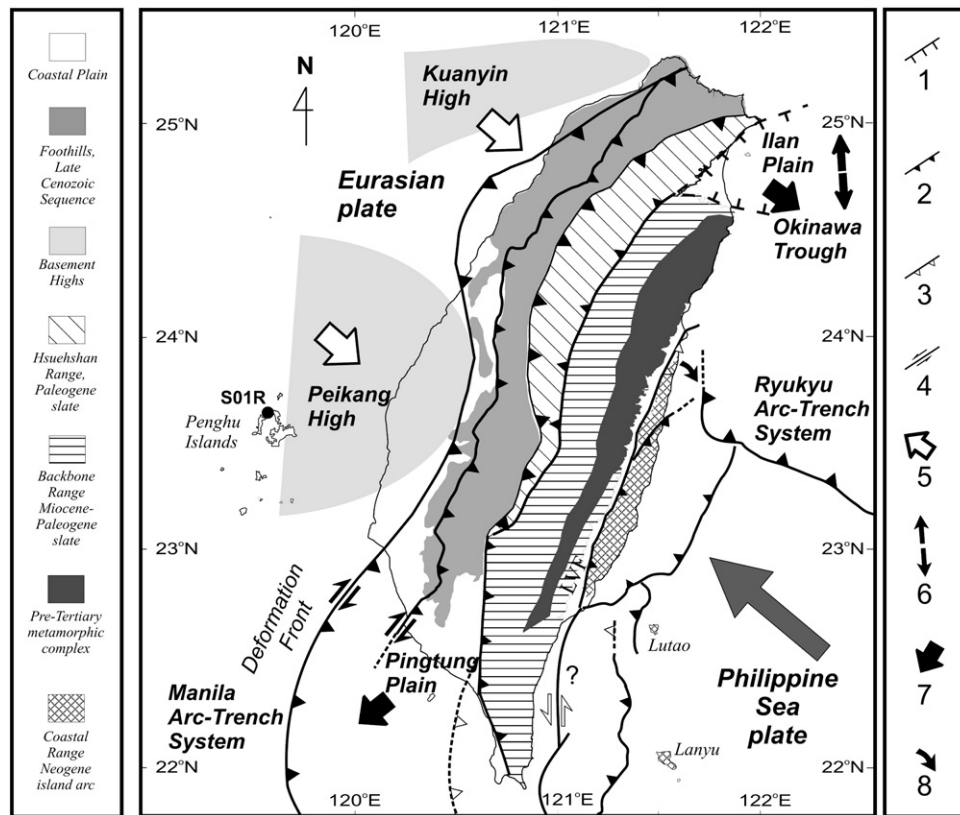 Coastal Plain
Foothills,
Late
Cenozoic
Sequence
Basement
Highs
Hsuehshan
Range,
Paleogene
slate
Backbone
Range
Miocene-
Paleogene
slate
Pre-Tertiary
metamorphic
complex
Coastal
Range
Neogene
island arc
120°E
121°E
122°E
N
Kuanyin
High
25°N
25°N
Ilan
Plain
Eurasian
plate
Okinawa
Trough
24°N
24°N
Peikang
High
S01R
Penghu
Islands
Ryukyu
Arc-Trench
System
23°N
23°N
LVF
Deformation
Front
Pingtung
Plain
Manila
Arc-Trench
System
?
Lutao
Philippine
Sea
plate
Lanyu
22°N
22°N
120°E
121°E
122°E
1
2
3
4
5
6
7
8